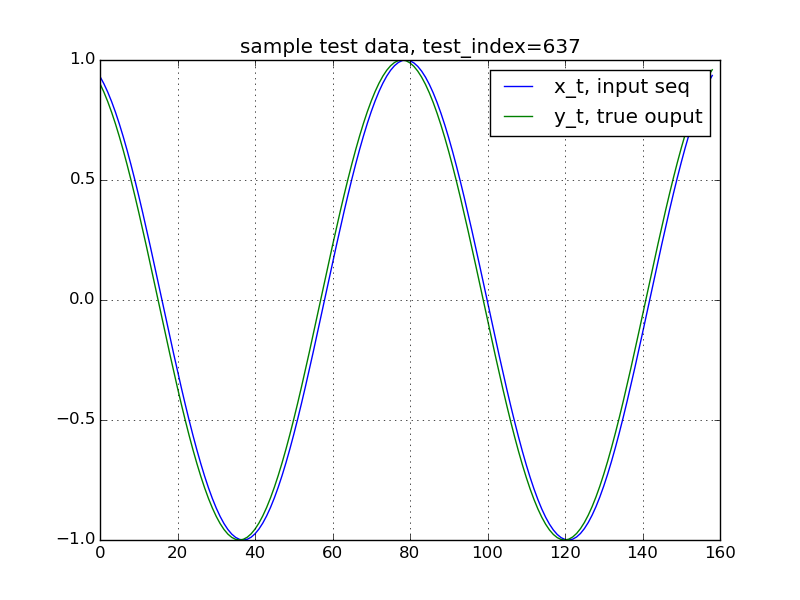 sample test data, test_index=637
x_t, input seq
y_t, true ouput
1.0
0.5
0.0
−0.5
−1.0
0 20 40 60 80 100 120 140 160